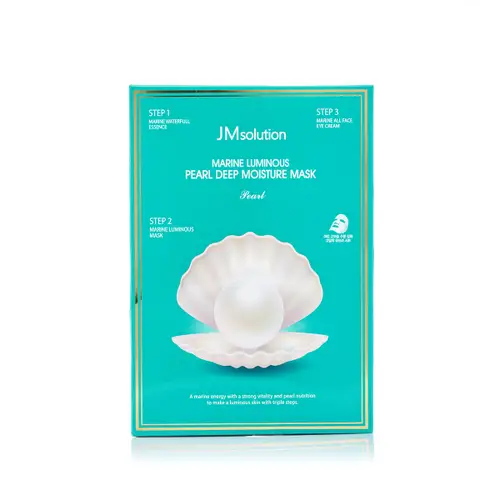 STEP 1
MARINE WATERFULL
ESSENCE
STEP 3
MARINE ALL FACE
EYE CREAM
JMsolution
MARINE LUMINOUS
PEARL DEEP MOISTURE MASK
Pearl
STEP 2
MARINE LUMINOUS
MASK
A marine energy with a strong vitality and pearl nutrition
to make a luminous skin with triple steps.